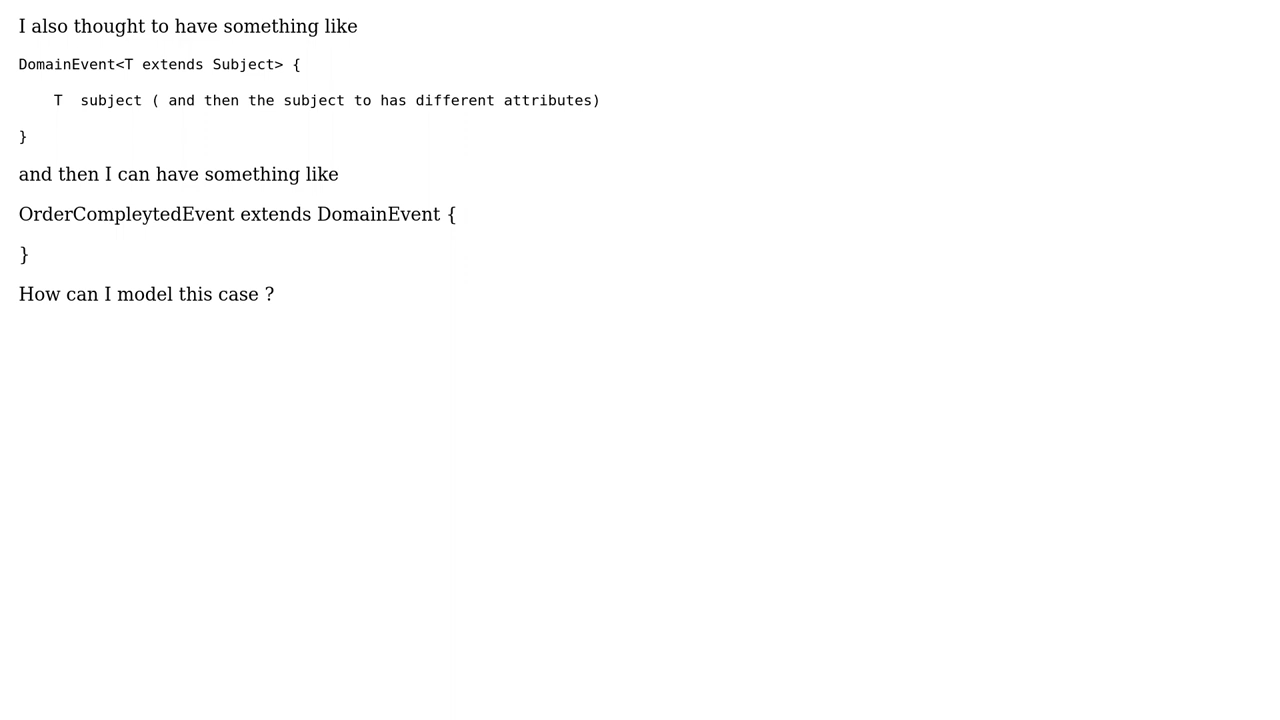 I also thought to have something like
DomainEvent<T extends Subject> {
    T  subject ( and then the subject to has different attributes)
}
and then I can have something like
OrderCompleytedEvent extends DomainEvent {
}
How can I model this case ?